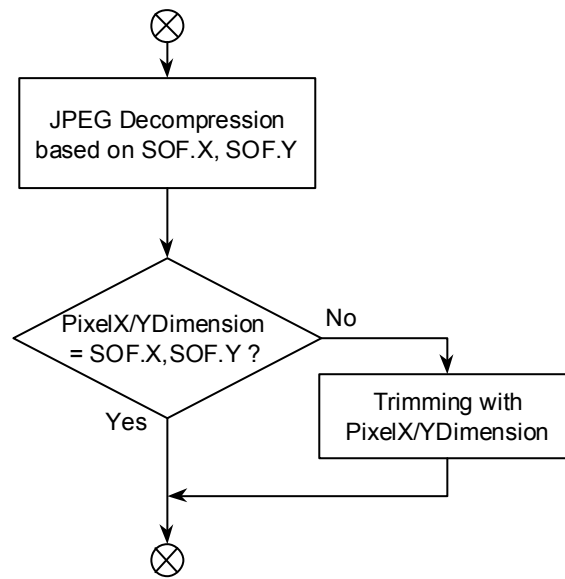 JPEG Decompression
based on SOF.X, SOF.Y
PixelX/YDimension
= SOF.X,SOF.Y ?
No
Yes
Trimming with
PixelX/YDimension